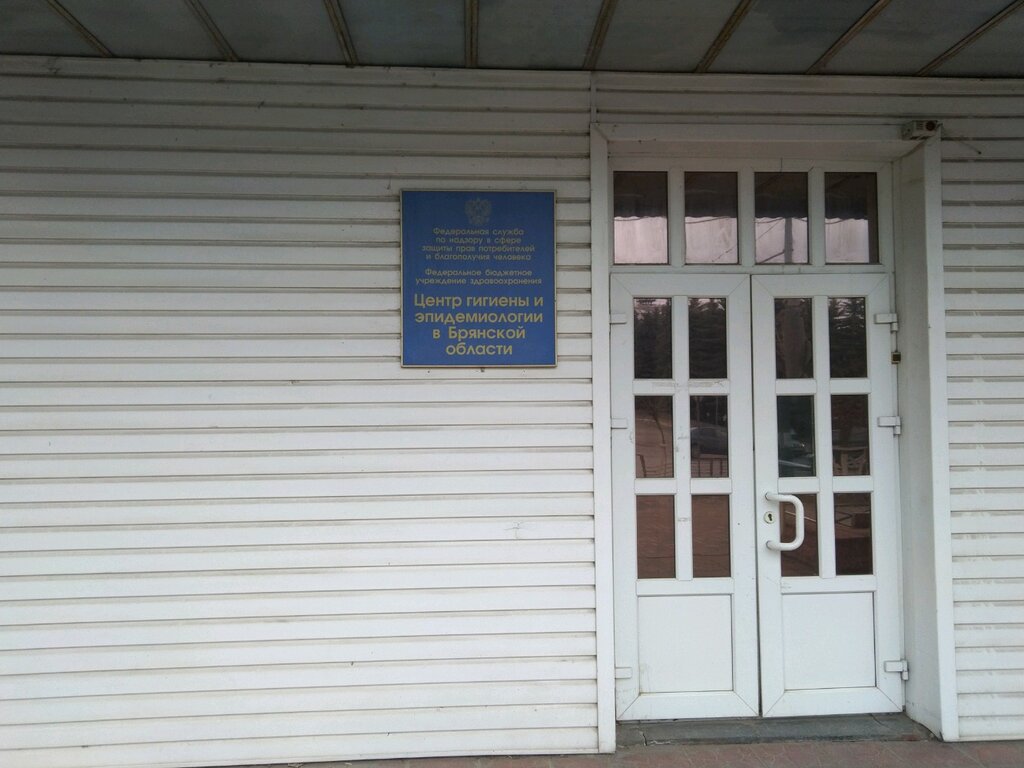 Федеральная служба
по надзору в сфере
защиты прав потребителей
и благополучия человека
Федеральное бюджетное
учреждение здравоохранения
Центр гигиены и
эпидемиологии
в Брянской
области